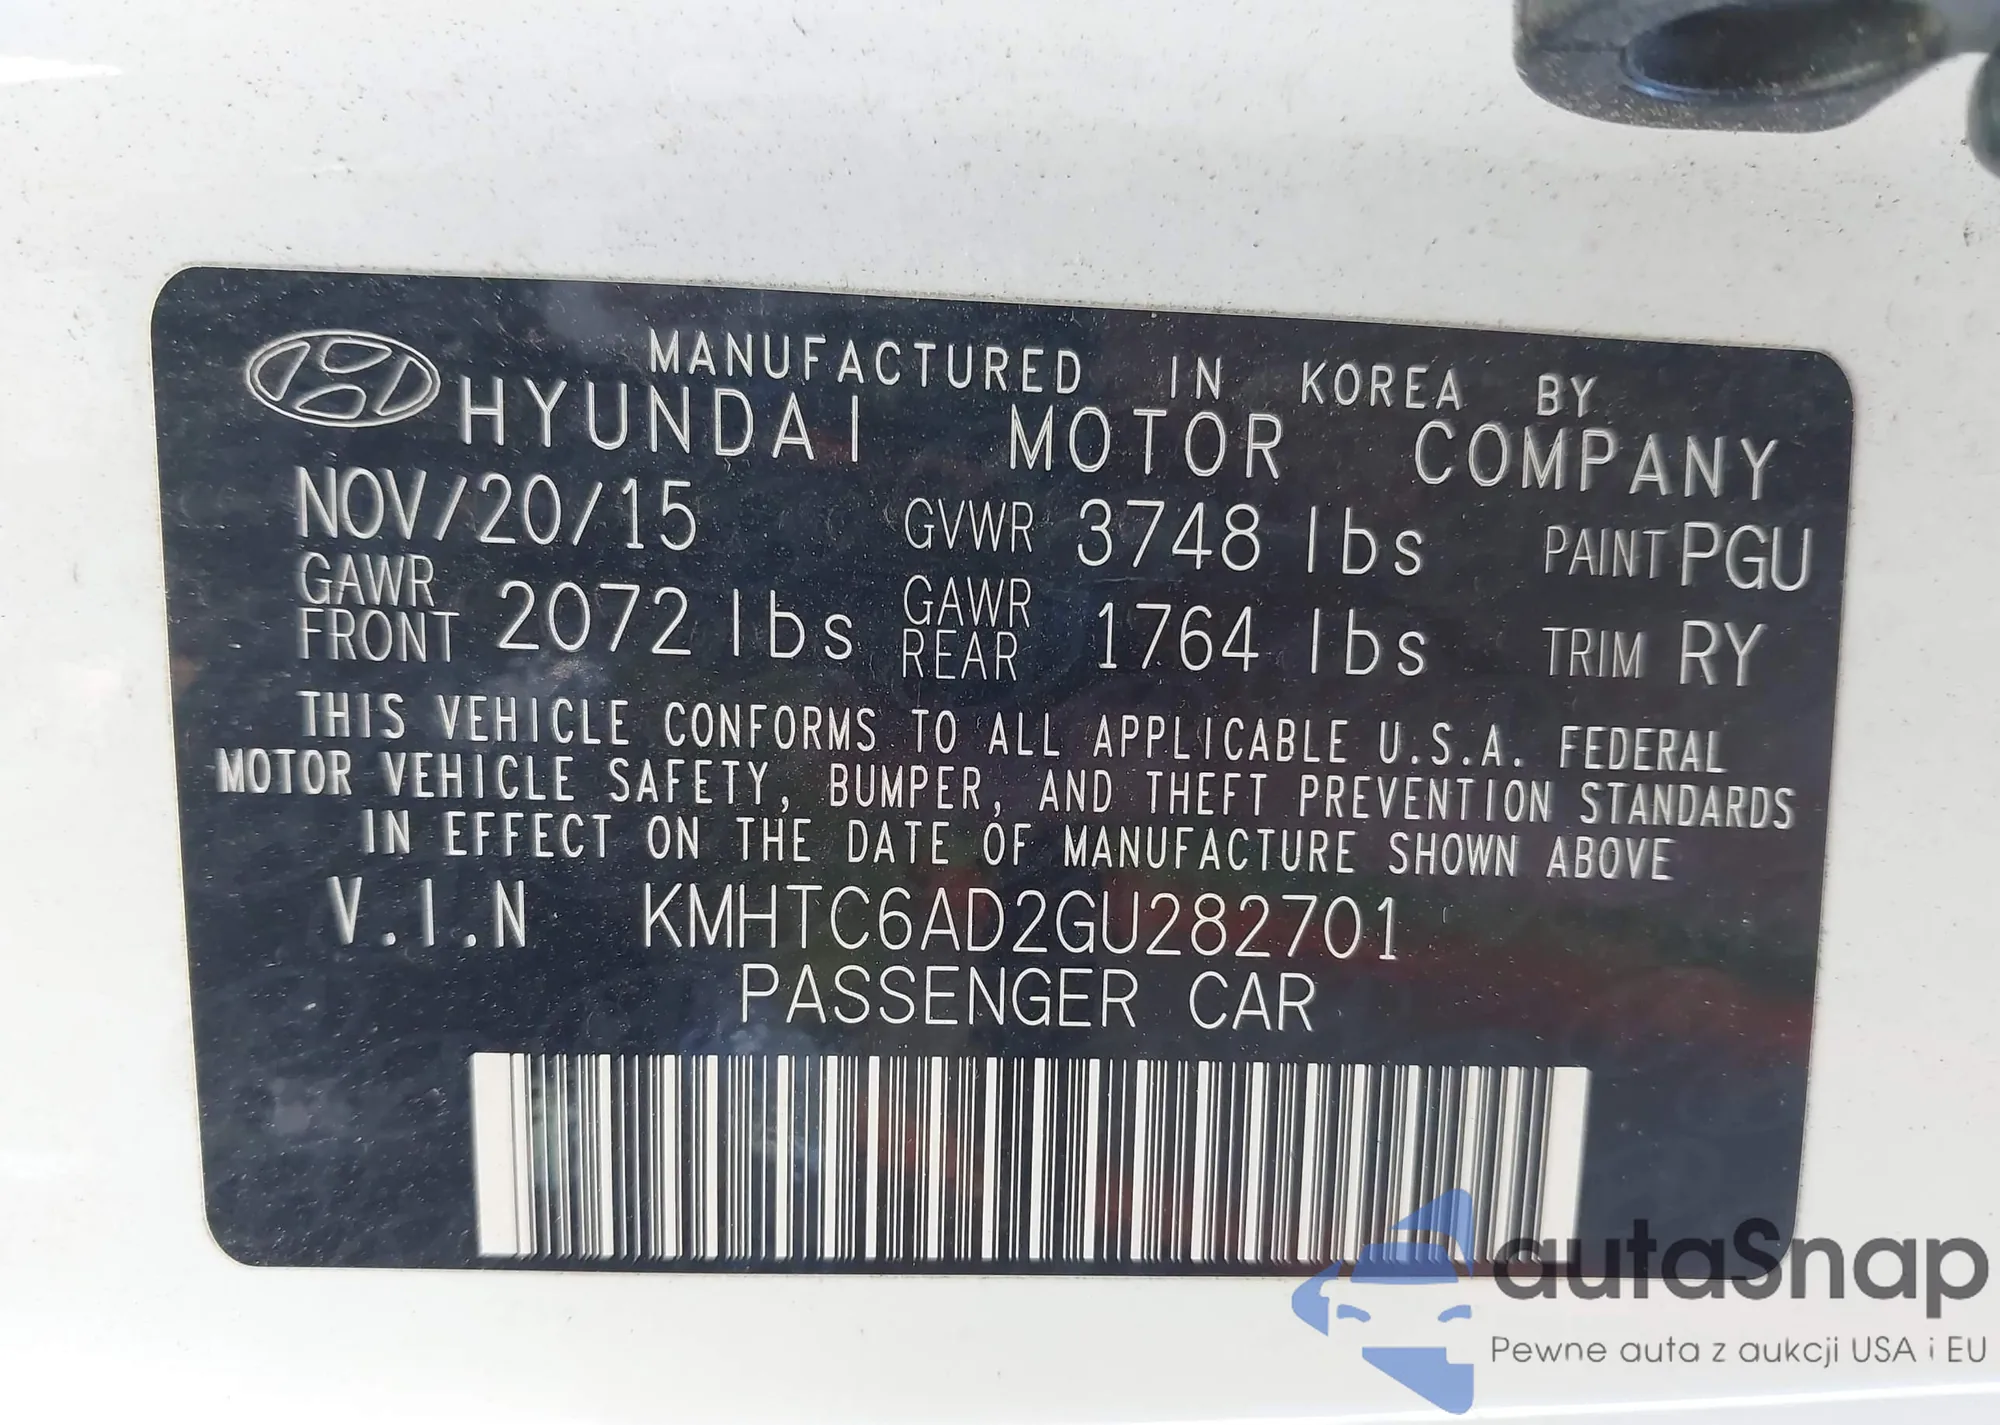 MANUFACTURED IN KOREA BY
HYUNDAI MOTOR COMPANY
NOV/20/15 GVWR 3748 lbs PAINT PGU
GAWR FRONT 2072 lbs GAWR REAR 1764 lbs TRIM RY
THIS VEHICLE CONFORMS TO ALL APPLICABLE U.S.A. FEDERAL
MOTOR VEHICLE SAFETY, BUMPER, AND THEFT PREVENTION STANDARDS
IN EFFECT ON THE DATE OF MANUFACTURE SHOWN ABOVE
V.I.N KMHTC6AD2GU282701
PASSENGER CAR
autaSnap
Pewne auta z aukcji USA i EU